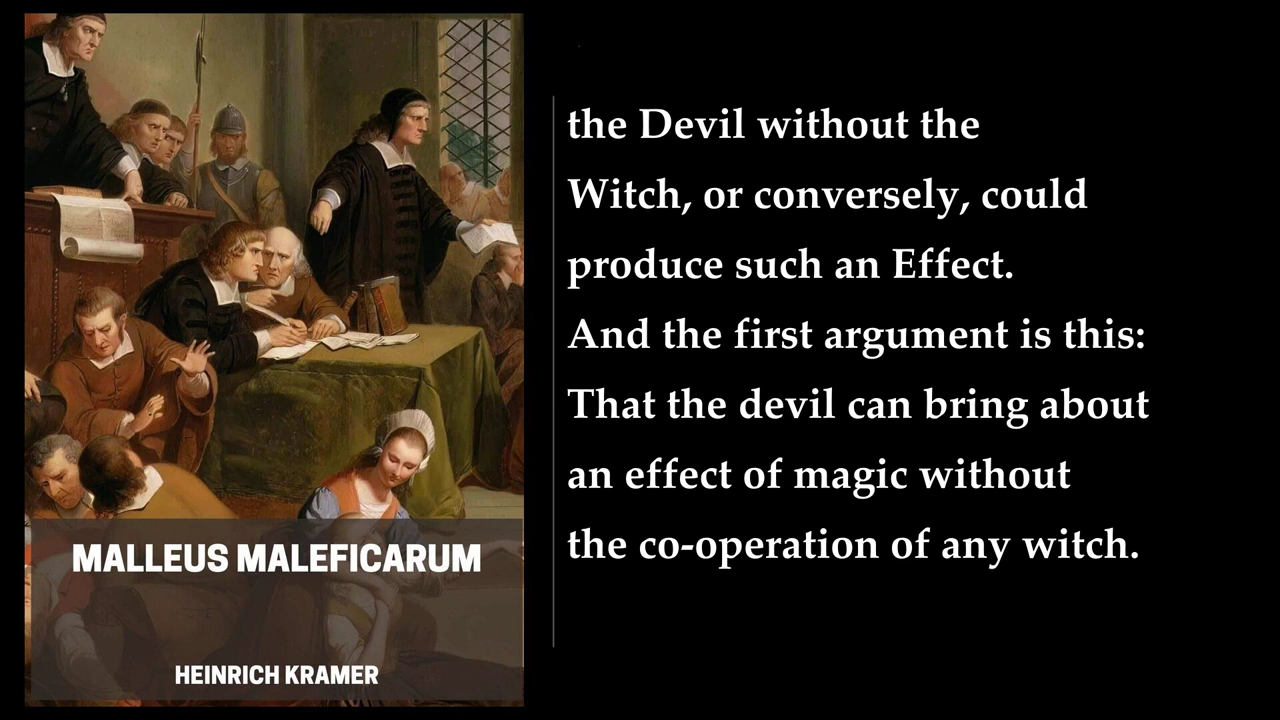 MALLEUS MALEFICARUM
HEINRICH KRAMER
the Devil without the
Witch, or conversely, could
produce such an Effect.
And the first argument is this:
That the devil can bring about
an effect of magic without
the co-operation of any witch.